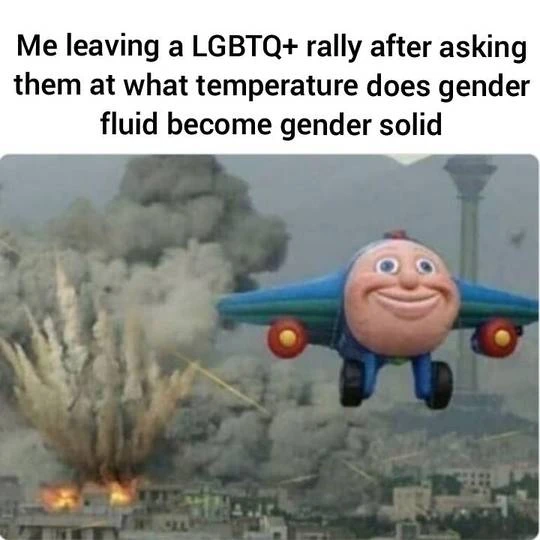 Me leaving a LGBTQ+ rally after asking
them at what temperature does gender
fluid become gender solid